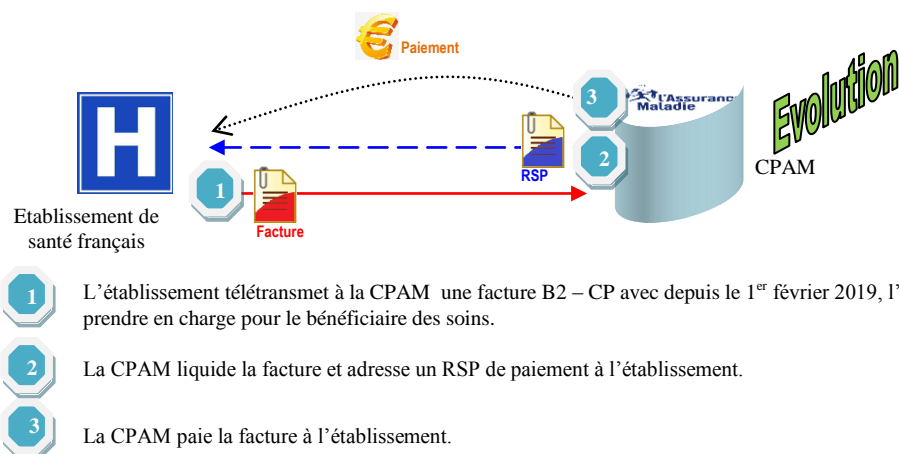 Paiement
3
l'Assurance
Maladie
Evolution
H
RSP
2
CPAM
1
Facture
Etablissement de
santé français
1
L'établissement télétransmet à la CPAM une facture B2 – CP avec depuis le 1er février 2019, l'
prendre en charge pour le bénéficiaire des soins.
2
La CPAM liquide la facture et adresse un RSP de paiement à l'établissement.
3
La CPAM paie la facture à l'établissement.